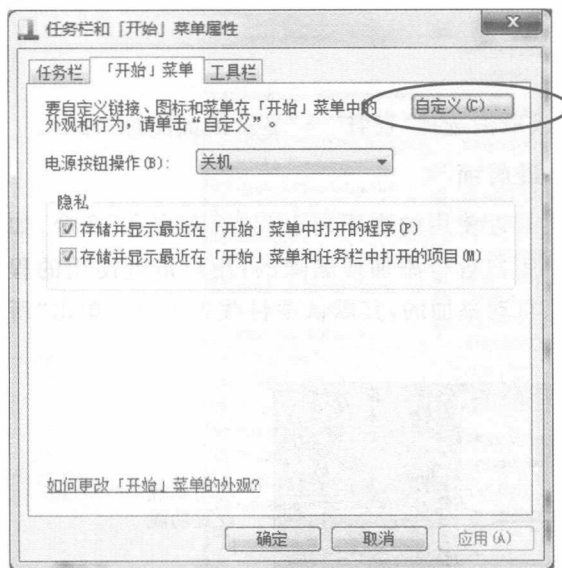 任务栏和「开始」菜单属性
任务栏 「开始」菜单 工具栏
要自定义链接、图标和菜单在「开始」菜单中的
外观和行为,请单击“自定义”。
自定义(C)...
电源按钮操作(B): 关机
隐私
存储并显示最近在「开始」菜单中打开的程序(P)
存储并显示最近在「开始」菜单和任务栏中打开的项目(M)
如何更改「开始」菜单的外观?
确定 取消 应用(A)